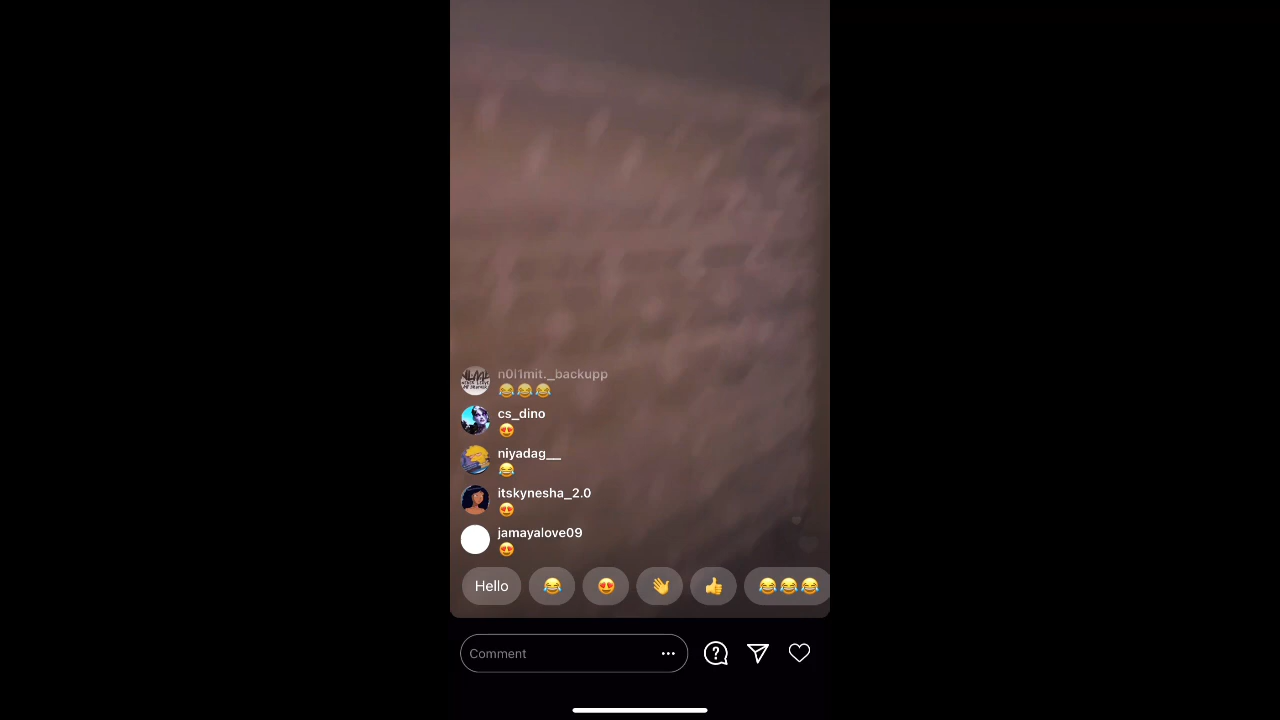 n0l1mit._backupp
😂😂😂
cs_dino
😍
niyadag__
😂
itskynesha_2.0
😍
jamayalove09
😍
Hello 😂 😍 👋 👍 😂😂😂
Comment